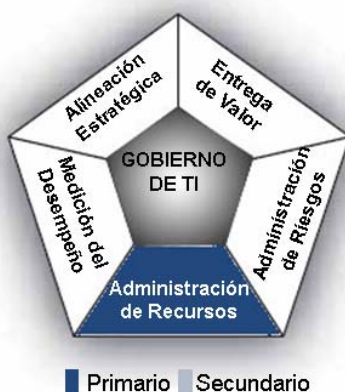 Alineación
Estratégica
Entrega
de Valor
GOBIERNO
DE TI
Medición del
Desempeño
Administración
de Riesgos
Administración
de Recursos
Primario Secundario